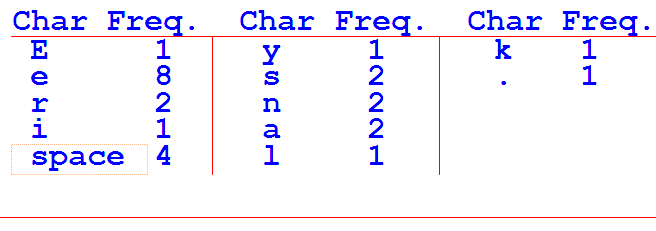 Char Freq. Char Freq. Char Freq.
E 1 y 1 k 1
e 8 s 2 . 1
r 2 n 2
i 1 a 2
space 4 l 1